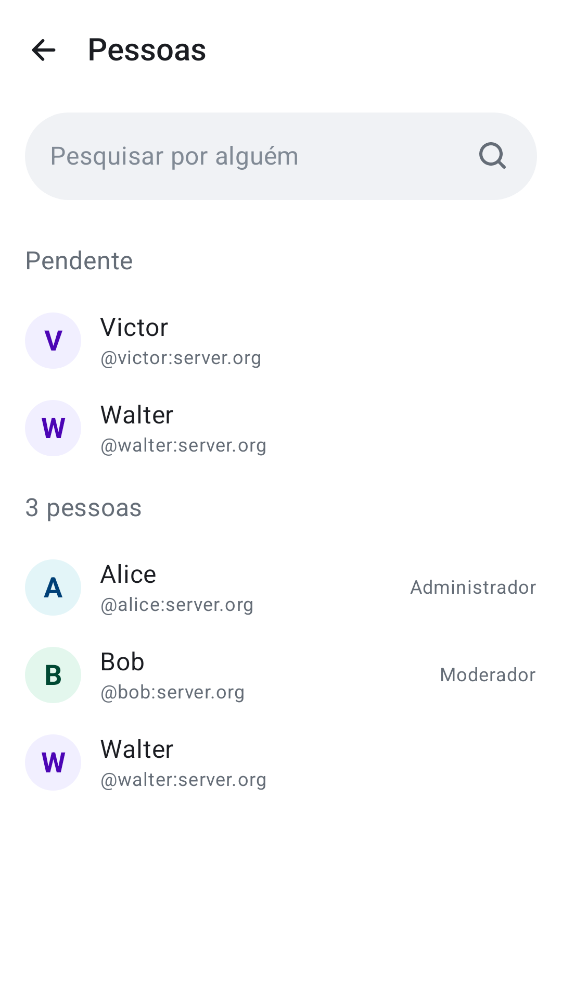 Pessoas
Pesquisar por alguém
Pendente
V
Victor
@victor:server.org
W
Walter
@walter:server.org
3 pessoas
A
Alice
@alice:server.org
Administrador
B
Bob
@bob:server.org
Moderador
W
Walter
@walter:server.org